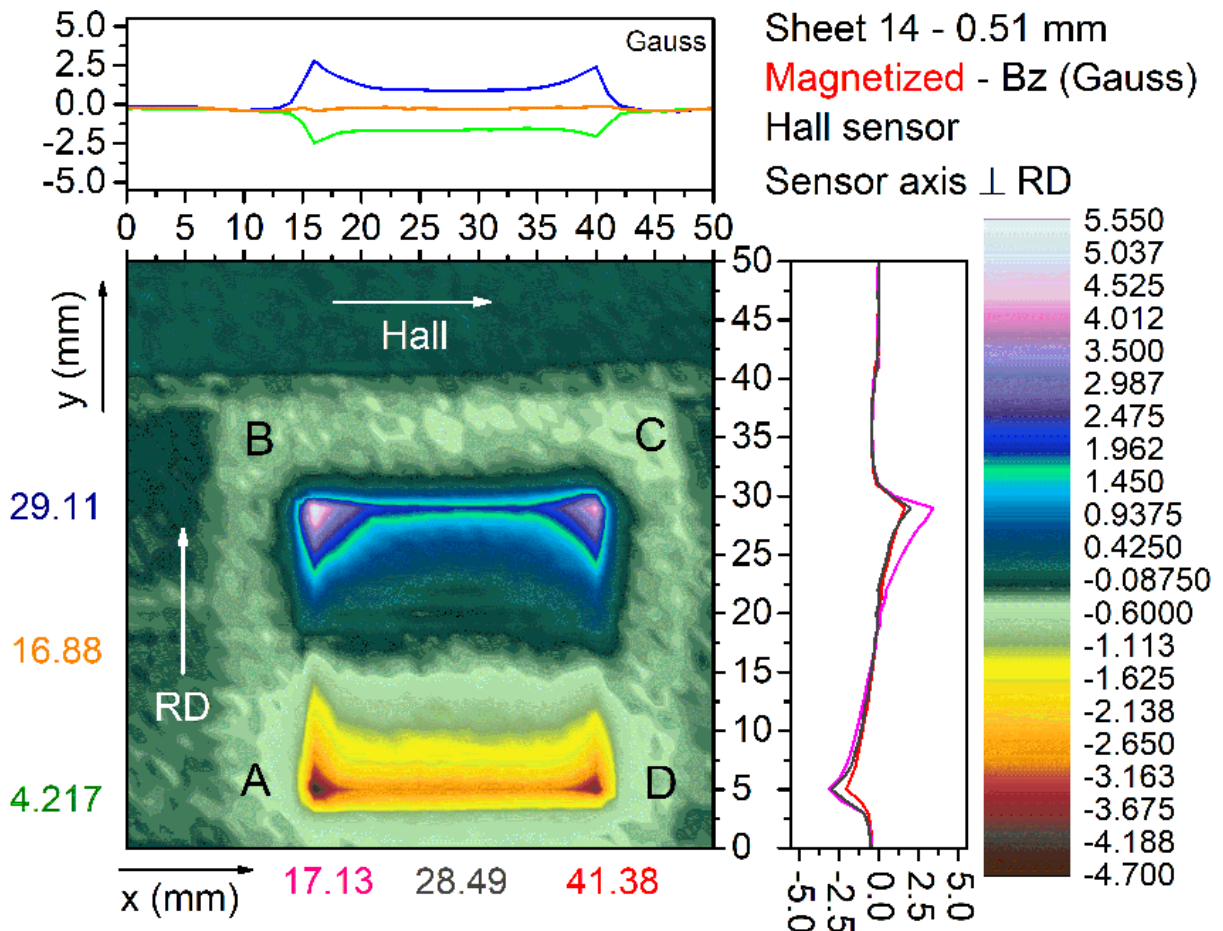 5.0
2.5
0.0
-2.5
-5.0
Gauss
0 5 10 15 20 25 30 35 40 45 50
Sheet 14 - 0.51 mm
Magnetized - Bz (Gauss)
Hall sensor
Sensor axis ⊥ RD
y (mm)
Hall
B
C
A
D
RD
29.11
16.88
4.217
x (mm)
17.13 28.49 41.38
50
45
40
35
30
25
20
15
10
5
0
-5.0 -2.5 0.0 2.5 5.0
5.550
5.037
4.525
4.012
3.500
2.987
2.475
1.962
1.450
0.9375
0.4250
-0.08750
-0.6000
-1.113
-1.625
-2.138
-2.650
-3.163
-3.675
-4.188
-4.700